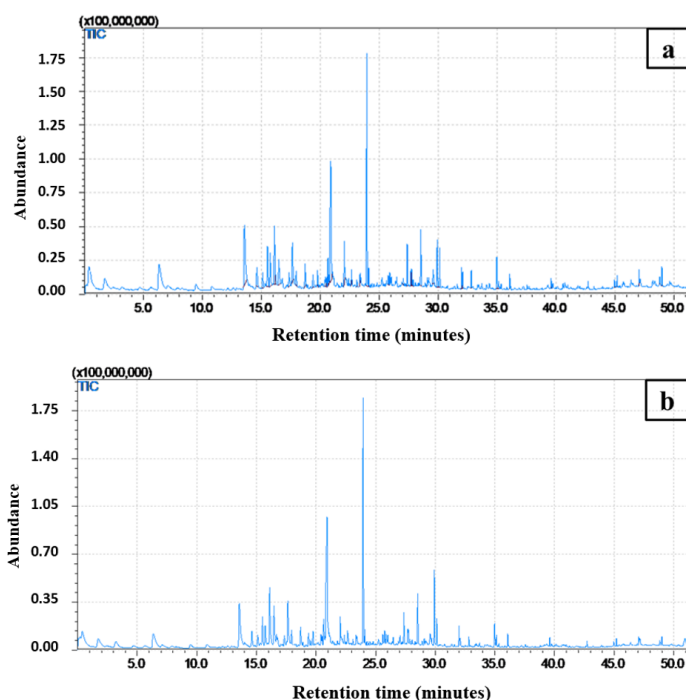 (x100,000,000)
TIC
a
1.75
1.50
1.25
1.00
0.75
0.50
0.25
0.00
Abundance
5.0 10.0 15.0 20.0 25.0 30.0 35.0 40.0 45.0 50.0
Retention time (minutes)
(x100,000,000)
TIC
b
1.75
1.40
1.05
0.70
0.35
0.00
Abundance
5.0 10.0 15.0 20.0 25.0 30.0 35.0 40.0 45.0 50.0
Retention time (minutes)